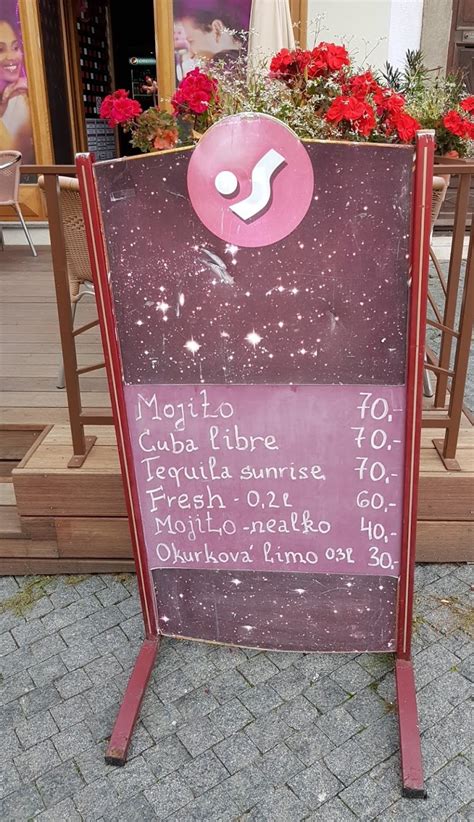 Mojito 70,-
Cuba libre 70,-
Tequila sunrise 70,-
Fresh - 0,2l 60,-
Mojito - nealko 40,-
Okurková limo 0,3l 30,-